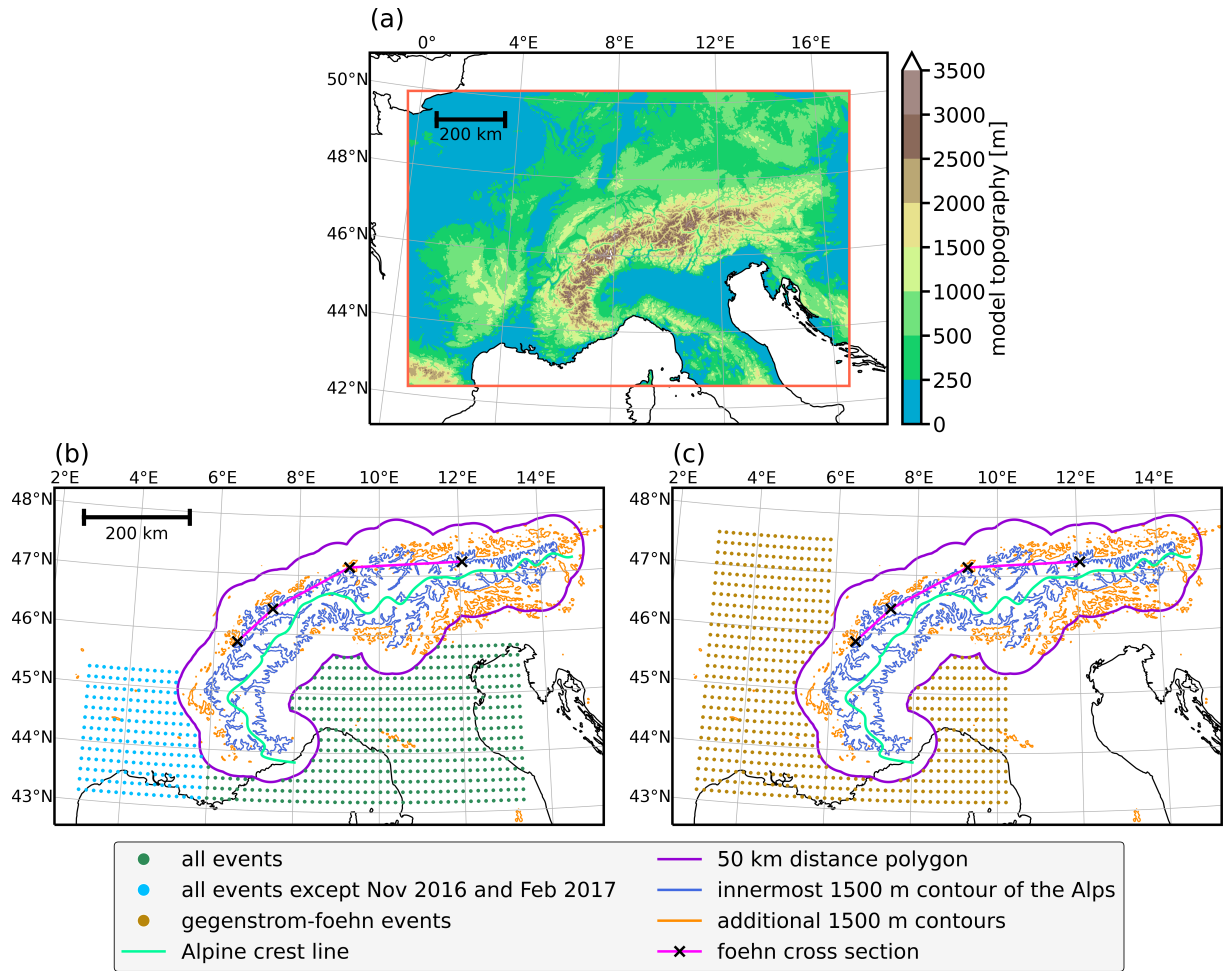 (a)
0° 4°E 8°E 12°E 16°E
50°N
48°N
46°N
44°N
42°N
200 km
3500
3000
2500
2000
1500
1000
500
250
0
model topography [m]
(b)
2°E 4°E 6°E 8°E 10°E 12°E 14°E
48°N
47°N
46°N
45°N
44°N
43°N
200 km
(c)
2°E 4°E 6°E 8°E 10°E 12°E 14°E
48°N
47°N
46°N
45°N
44°N
43°N
all events
all events except Nov 2016 and Feb 2017
gegenstrom-foehn events
Alpine crest line
50 km distance polygon
innermost 1500 m contour of the Alps
additional 1500 m contours
foehn cross section